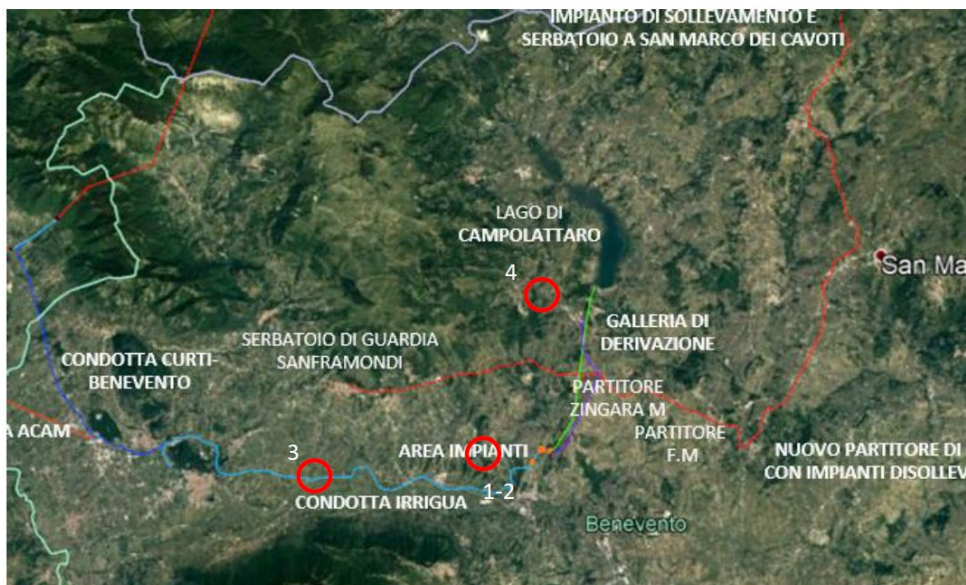 IMPIANTO DI SOLLEVAMENTO E
SERBATOIO A SAN MARCO DEI CAVOTI
LAGO DI
CAMPOLATTARO
4
San Ma
GALLERIA DI
DERIVAZIONE
SERBATOIO DI GUARDIA
SANFRAMONDI
CONDOTTA CURTI-
BENEVENTO
PARTITORE
ZINGARA M
PARTITORE
F.M
A ACAM
AREA IMPIANTI
NUOVO PARTITORE DI
CON IMPIANTI DISOLLEV
3
1-2
CONDOTTA IRRIGUA
Benevento